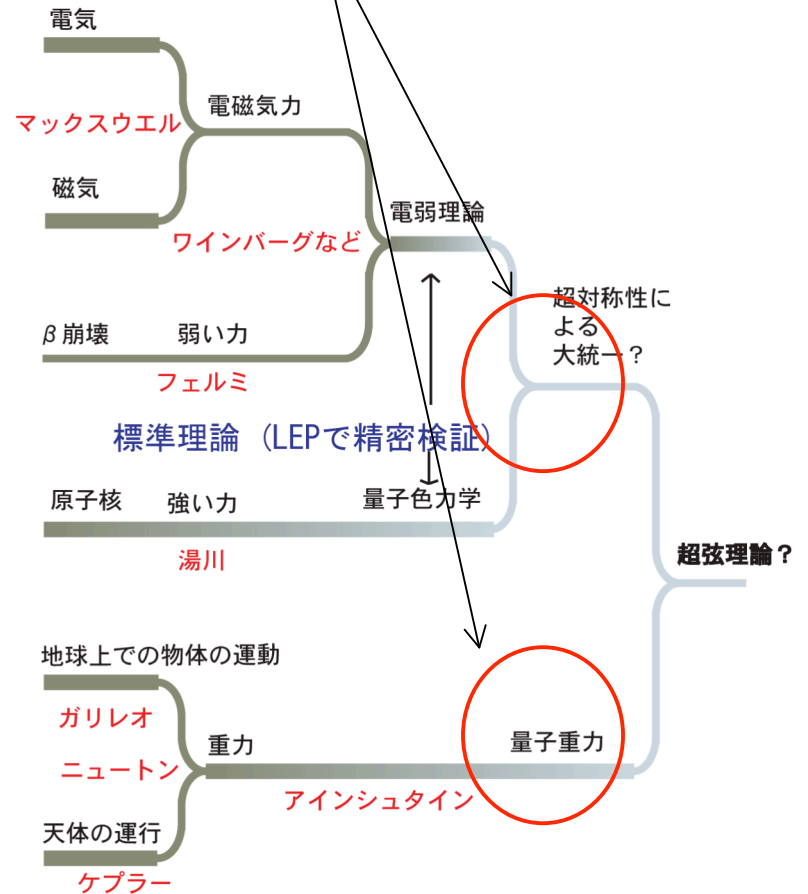 電気
マックスウエル
電磁気力
磁気
ワインバーグなど
電弱理論
超対称性に
よる
大統一？
β崩壊 弱い力
フェルミ
標準理論（LEPで精密検証）
原子核 強い力 量子色力学
湯川
超弦理論？
地球上での物体の運動
ガリレオ
ニュートン
重力
量子重力
アインシュタイン
天体の運行
ケプラー